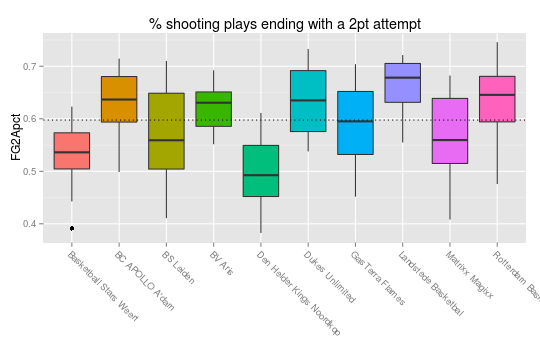 % shooting plays ending with a 2pt attempt
FG2Apct
0.7
0.6
0.5
0.4
Basketball Stars Weert
BC APOLLO A'dam
BS Leiden
BV Aris
Den Helder Kings Noordkop
Dukes Unlimited
GasTerra Flames
Landstede Basketbal
Matrixx Magixx
Rotterdam Bas